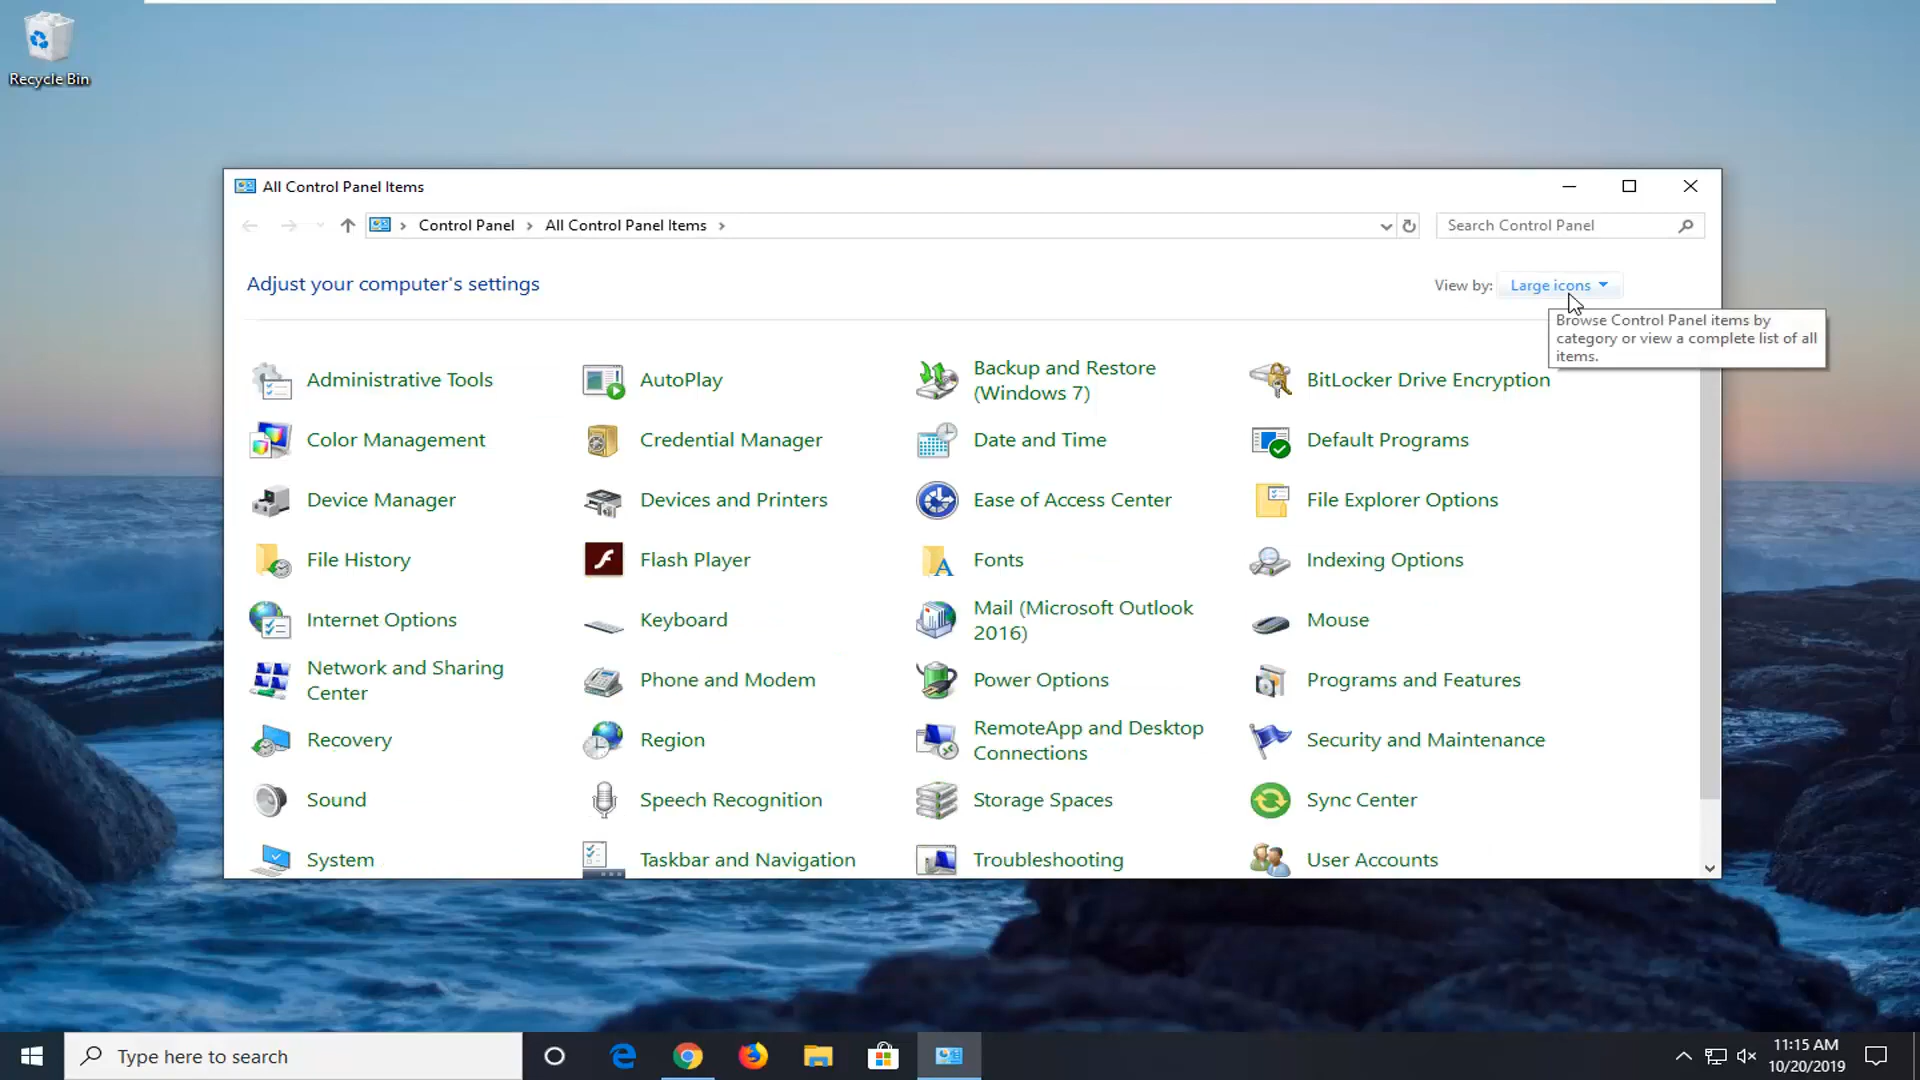 Recycle Bin
All Control Panel Items
Control Panel
All Control Panel Items
Search Control Panel
Adjust your computer's settings
View by:
Large icons
Browse Control Panel items by
category or view a complete list of all
items.
Administrative Tools
AutoPlay
Backup and Restore
(Windows 7)
BitLocker Drive Encryption
Color Management
Credential Manager
Date and Time
Default Programs
Device Manager
Devices and Printers
Ease of Access Center
File Explorer Options
File History
Flash Player
Fonts
Indexing Options
Internet Options
Keyboard
Mail (Microsoft Outlook
2016)
Mouse
Network and Sharing
Center
Phone and Modem
Power Options
Programs and Features
Recovery
Region
RemoteApp and Desktop
Connections
Security and Maintenance
Sound
Speech Recognition
Storage Spaces
Sync Center
System
Taskbar and Navigation
Troubleshooting
User Accounts
Type here to search
11:15 AM
10/20/2019